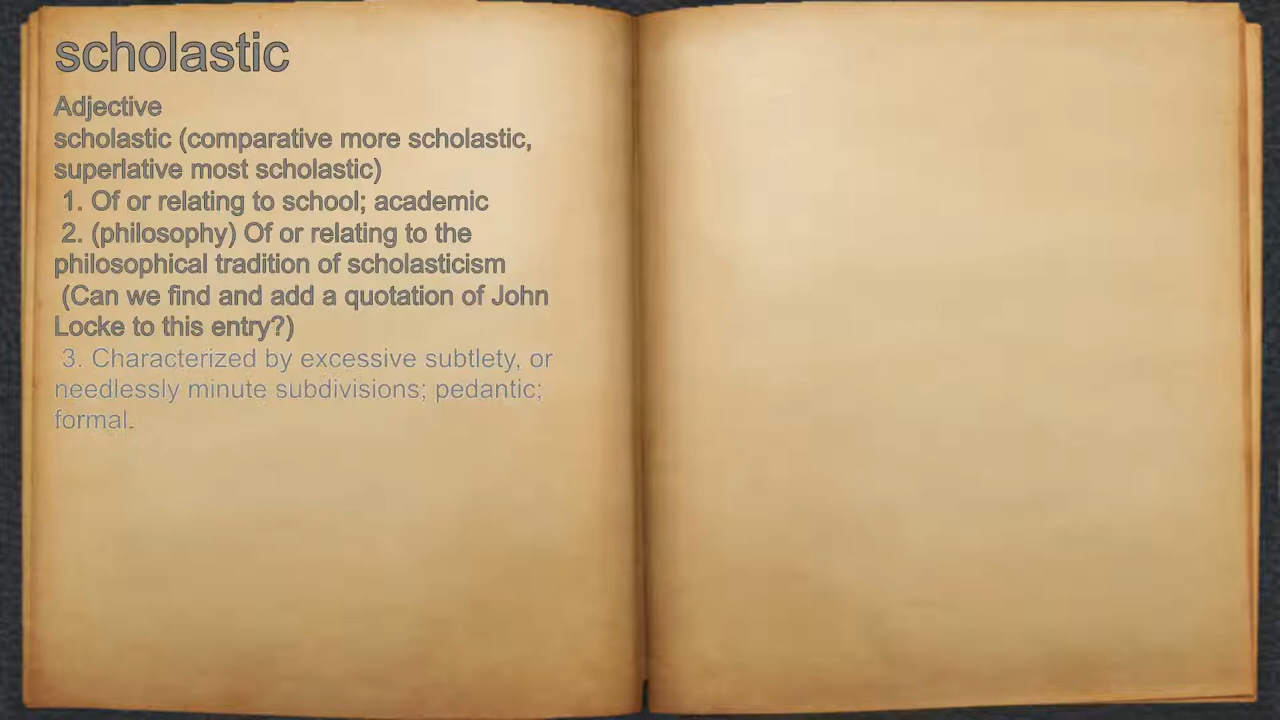 scholastic
Adjective
scholastic (comparative more scholastic,
superlative most scholastic)
1. Of or relating to school; academic
2. (philosophy) Of or relating to the
philosophical tradition of scholasticism
(Can we find and add a quotation of John
Locke to this entry?)
3. Characterized by excessive subtlety, or
needlessly minute subdivisions; pedantic;
formal.